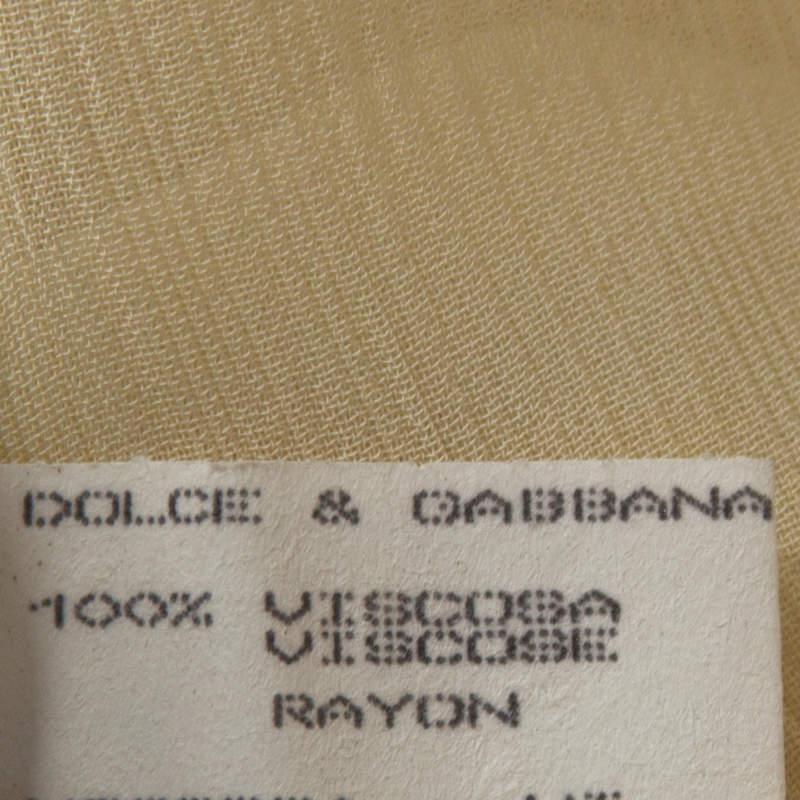 DOLCE & GABBANA
100% VISCOSA
VISCOSE
RAYON